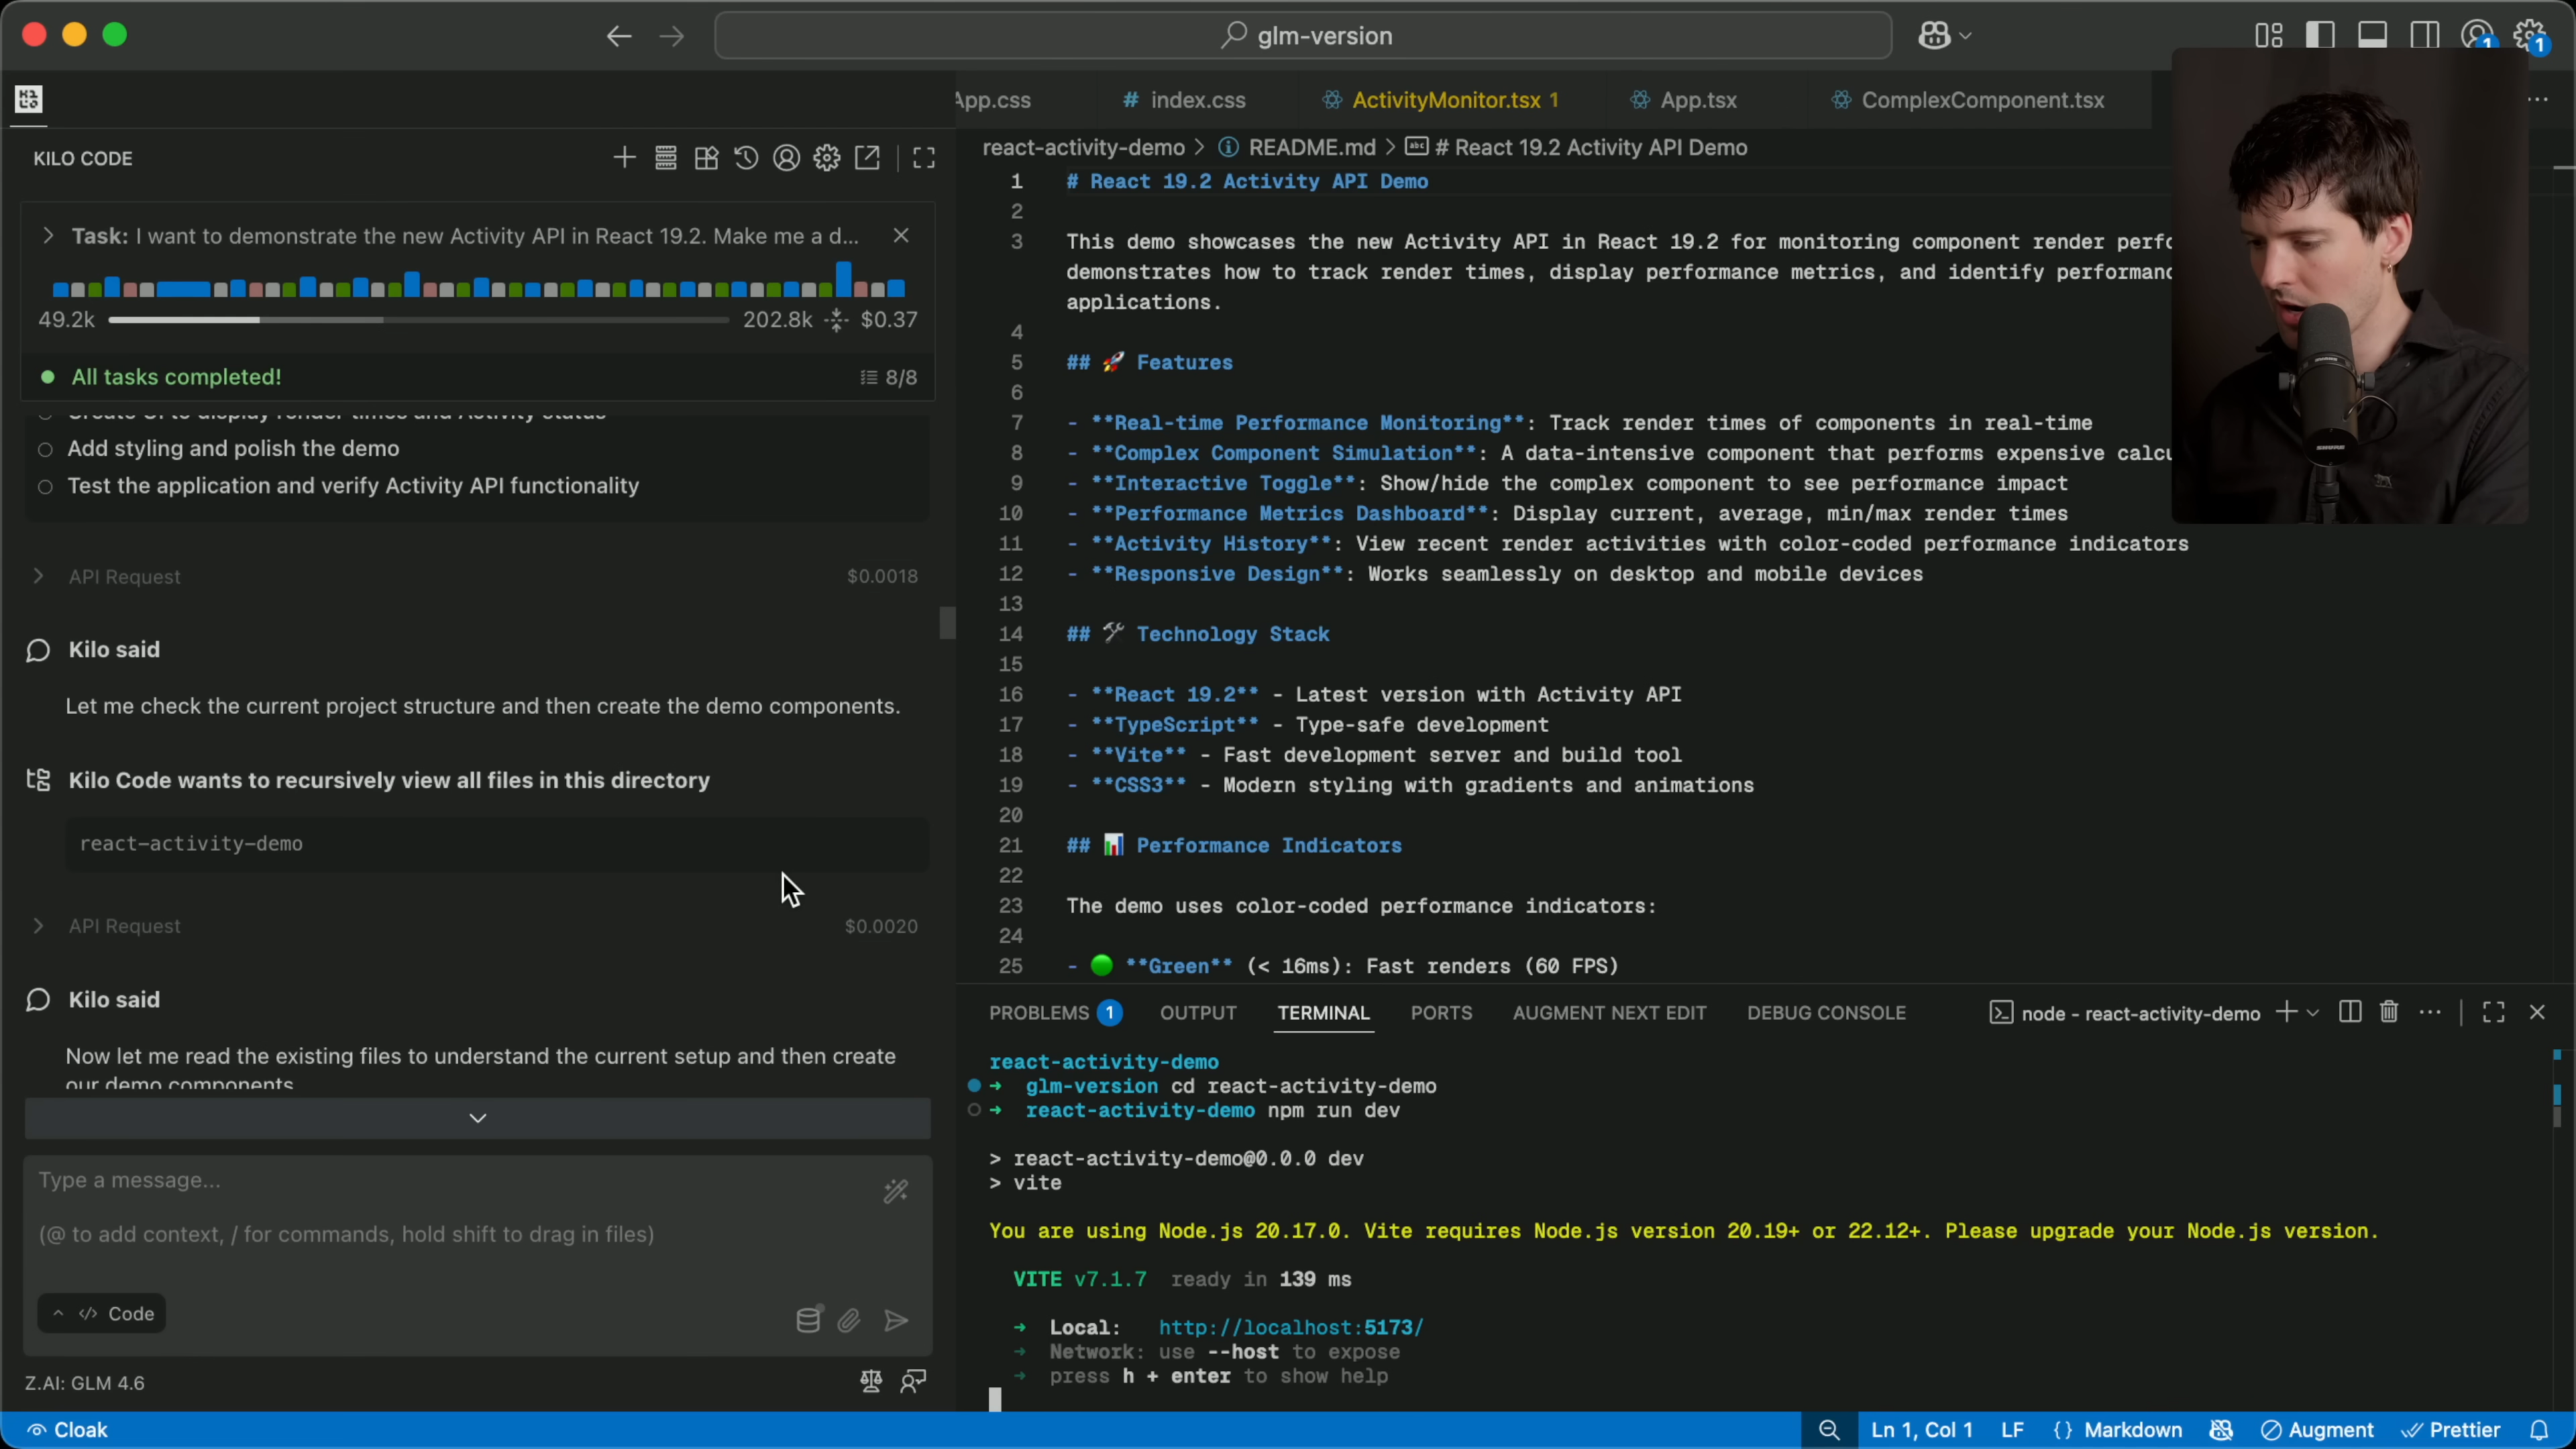 glm-version
1
1
KILO CODE
Task: I want to demonstrate the new Activity API in React 19.2. Make me a d...
49.2k
202.8k
$0.37
All tasks completed!
8/8
Create UI to display render times and Activity status
Add styling and polish the demo
Test the application and verify Activity API functionality
API Request
$0.0018
Kilo said
Let me check the current project structure and then create the demo components.
Kilo Code wants to recursively view all files in this directory
react-activity-demo
API Request
$0.0020
Kilo said
Now let me read the existing files to understand the current setup and then create
our demo components
Type a message...
(@ to add context, / for commands, hold shift to drag in files)
Code
Z.AI: GLM 4.6
App.css
# index.css
ActivityMonitor.tsx 1
App.tsx
ComplexComponent.tsx
react-activity-demo > README.md > # React 19.2 Activity API Demo
1 # React 19.2 Activity API Demo
2
3 This demo showcases the new Activity API in React 19.2 for monitoring component render perfo
demonstrates how to track render times, display performance metrics, and identify performanc
applications.
4
5 ## 🚀 Features
6
7 - **Real-time Performance Monitoring**: Track render times of components in real-time
8 - **Complex Component Simulation**: A data-intensive component that performs expensive calcu
9 - **Interactive Toggle**: Show/hide the complex component to see performance impact
10 - **Performance Metrics Dashboard**: Display current, average, min/max render times
11 - **Activity History**: View recent render activities with color-coded performance indicators
12 - **Responsive Design**: Works seamlessly on desktop and mobile devices
13
14 ## 🛠 Technology Stack
15
16 - **React 19.2** - Latest version with Activity API
17 - **TypeScript** - Type-safe development
18 - **Vite** - Fast development server and build tool
19 - **CSS3** - Modern styling with gradients and animations
20
21 ## 📊 Performance Indicators
22
23 The demo uses color-coded performance indicators:
24
25 - 🟢 **Green** (< 16ms): Fast renders (60 FPS)
SHURE
PROBLEMS 1 OUTPUT TERMINAL PORTS AUGMENT NEXT EDIT DEBUG CONSOLE
node - react-activity-demo
react-activity-demo
→ glm-version cd react-activity-demo
→ react-activity-demo npm run dev
> react-activity-demo@0.0.0 dev
> vite
You are using Node.js 20.17.0. Vite requires Node.js version 20.19+ or 22.12+. Please upgrade your Node.js version.
VITE v7.1.7 ready in 139 ms
→ Local: http://localhost:5173/
→ Network: use --host to expose
→ press h + enter to show help
Cloak
Ln 1, Col 1
LF
{} Markdown
Augment
Prettier